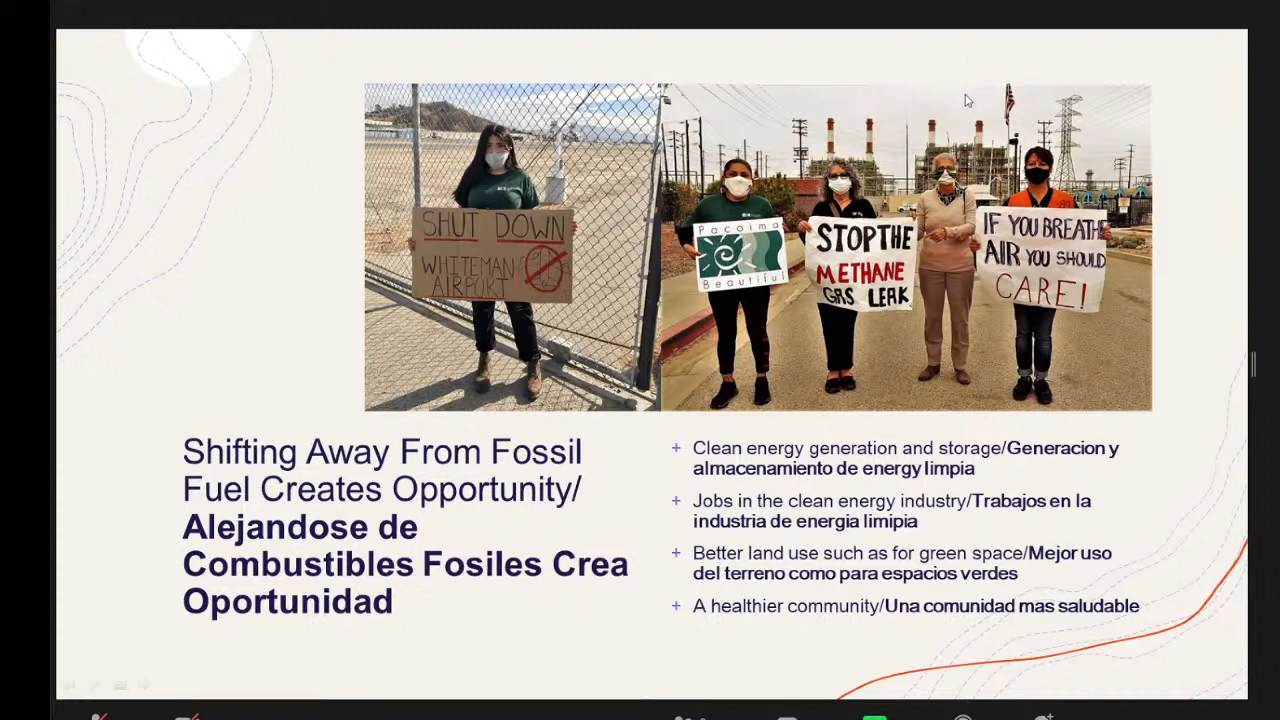 SHUT DOWN
WHITEMAN
AIRPORT
Pacoima
Beautiful
STOP THE
METHANE
GAS LEAK
IF YOU BREATHE
AIR YOU SHOULD
CARE!
Shifting Away From Fossil
Fuel Creates Opportunity/
Alejandose de
Combustibles Fosiles Crea
Oportunidad
+ Clean energy generation and storage/Generacion y
almacenamiento de energy limpia
+ Jobs in the clean energy industry/Trabajos en la
industria de energia limipia
+ Better land use such as for green space/Mejor uso
del terreno como para espacios verdes
+ A healthier community/Una comunidad mas saludable